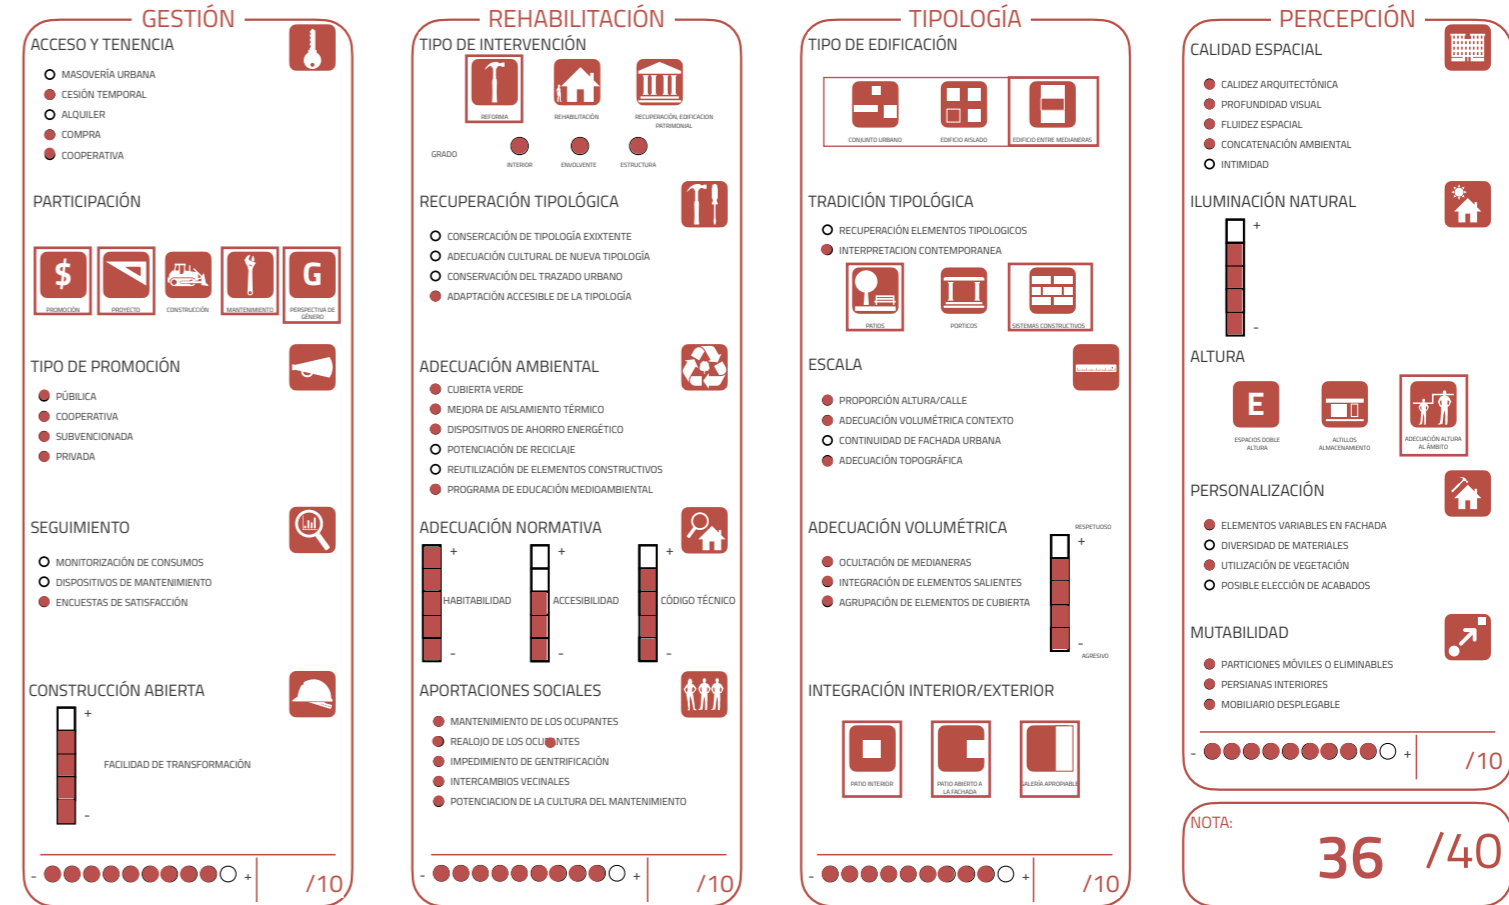 GESTIÓN
ACCESO Y TENENCIA
MASOVERÍA URBANA
CESIÓN TEMPORAL
ALQUILER
COMPRA
COOPERATIVA
PARTICIPACIÓN
$
G
PROMOCIÓN
PROYECTO
CONSTRUCCIÓN
MANTENIMIENTO
PERSPECTIVA DE
GÉNERO
TIPO DE PROMOCIÓN
PÚBILICA
COOPERATIVA
SUBVENCIONADA
PRIVADA
SEGUIMIENTO
MONITORIZACIÓN DE CONSUMOS
DISPOSITIVOS DE MANTENIMIENTO
ENCUESTAS DE SATISFACCIÓN
CONSTRUCCIÓN ABIERTA
+
FACILIDAD DE TRANSFORMACIÓN
-
- +
/10
REHABILITACIÓN
TIPO DE INTERVENCIÓN
REFORMA
REHABILITACIÓN
RECUPERACIÓN, EDIFICACION
PATRIMONIAL
GRADO
INTERIOR
ENVOLVENTE
ESTRUCTURA
RECUPERACIÓN TIPOLÓGICA
CONSERCACIÓN DE TIPOLOGÍA EXIXTENTE
ADECUACIÓN CULTURAL DE NUEVA TIPOLOGÍA
CONSERVACIÓN DEL TRAZADO URBANO
ADAPTACIÓN ACCESIBLE DE LA TIPOLOGÍA
ADECUACIÓN AMBIENTAL
CUBIERTA VERDE
MEJORA DE AISLAMIENTO TÉRMICO
DISPOSITIVOS DE AHORRO ENERGÉTICO
POTENCIACIÓN DE RECICLAJE
REUTILIZACIÓN DE ELEMENTOS CONSTRUCTIVOS
PROGRAMA DE EDUCACIÓN MEDIOAMBIENTAL
ADECUACIÓN NORMATIVA
+ + +
HABITABILIDAD
ACCESIBILIDAD
CÓDIGO TÉCNICO
- - -
APORTACIONES SOCIALES
MANTENIMIENTO DE LOS OCUPANTES
REALOJO DE LOS OCUPANTES
IMPEDIMENTO DE GENTRIFICACIÓN
INTERCAMBIOS VECINALES
POTENCIACION DE LA CULTURA DEL MANTENIMIENTO
- +
/10
TIPOLOGÍA
TIPO DE EDIFICACIÓN
CONJUNTO URBANO
EDIFICIO AISLADO
EDIFICIO ENTRE MEDIANERAS
TRADICIÓN TIPOLÓGICA
RECUPERACIÓN ELEMENTOS TIPOLOGICOS
INTERPRETACION CONTEMPORANEA
PATIOS
PORTICOS
SISTEMAS CONSTRUCTIVOS
ESCALA
PROPORCIÓN ALTURA/CALLE
ADECUACIÓN VOLUMÉTRICA CONTEXTO
CONTINUIDAD DE FACHADA URBANA
ADECUACIÓN TOPOGRÁFICA
ADECUACIÓN VOLUMÉTRICA
RESPETUOSO
+
OCULTACIÓN DE MEDIANERAS
INTEGRACIÓN DE ELEMENTOS SALIENTES
AGRUPACIÓN DE ELEMENTOS DE CUBIERTA
-
AGRESIVO
INTEGRACIÓN INTERIOR/EXTERIOR
PATIO INTERIOR
PATIO ABIERTO A
LA FACHADA
GALERÍA APROPIABLE
- +
/10
PERCEPCIÓN
CALIDAD ESPACIAL
CALIDEZ ARQUITECTÓNICA
PROFUNDIDAD VISUAL
FLUIDEZ ESPACIAL
CONCATENACIÓN AMBIENTAL
INTIMIDAD
ILUMINACIÓN NATURAL
+
-
ALTURA
E
ESPACIOS DOBLE
ALTURA
ALTILLOS
ALMACENAMIENTO
ADECUACIÓN ALTURA
AL ÁMBITO
PERSONALIZACIÓN
ELEMENTOS VARIABLES EN FACHADA
DIVERSIDAD DE MATERIALES
UTILIZACIÓN DE VEGETACIÓN
POSIBLE ELECCIÓN DE ACABADOS
MUTABILIDAD
PARTICIONES MÓVILES O ELIMINABLES
PERSIANAS INTERIORES
MOBILIARIO DESPLEGABLE
- +
/10
NOTA:
36 /40